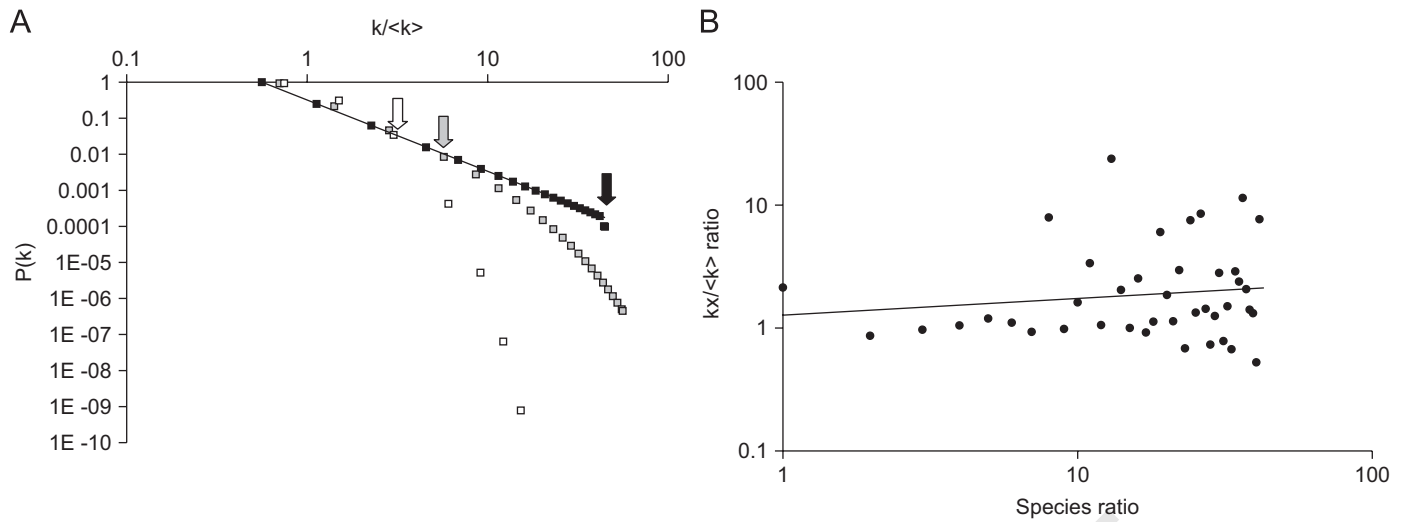 A
k/<k>
0.1 1 10 100
1
0.1
0.01
0.001
0.0001
1E-05
1E -06
1E -07
1E -08
1E -09
1E -10
P(k)
B
100
10
1
0.1
kx/<k> ratio
1 10 100
Species ratio